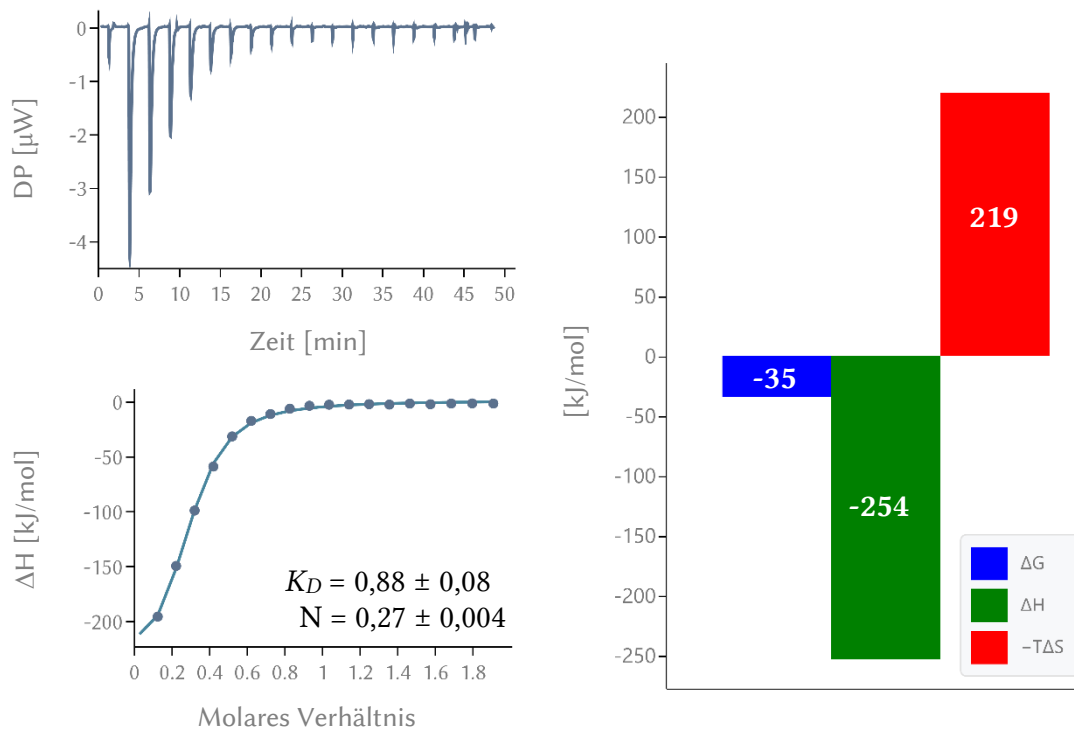 DP [µW]
0
-1
-2
-3
-4
0 5 10 15 20 25 30 35 40 45 50
Zeit [min]
ΔH [kJ/mol]
0
-50
-100
-150
-200
K_D = 0,88 ± 0,08
N = 0,27 ± 0,004
0 0.2 0.4 0.6 0.8 1 1.2 1.4 1.6 1.8
Molares Verhältnis
[kJ/mol]
200
150
100
50
0
-50
-100
-150
-200
-250
219
-35
-254
ΔG
ΔH
−TΔS